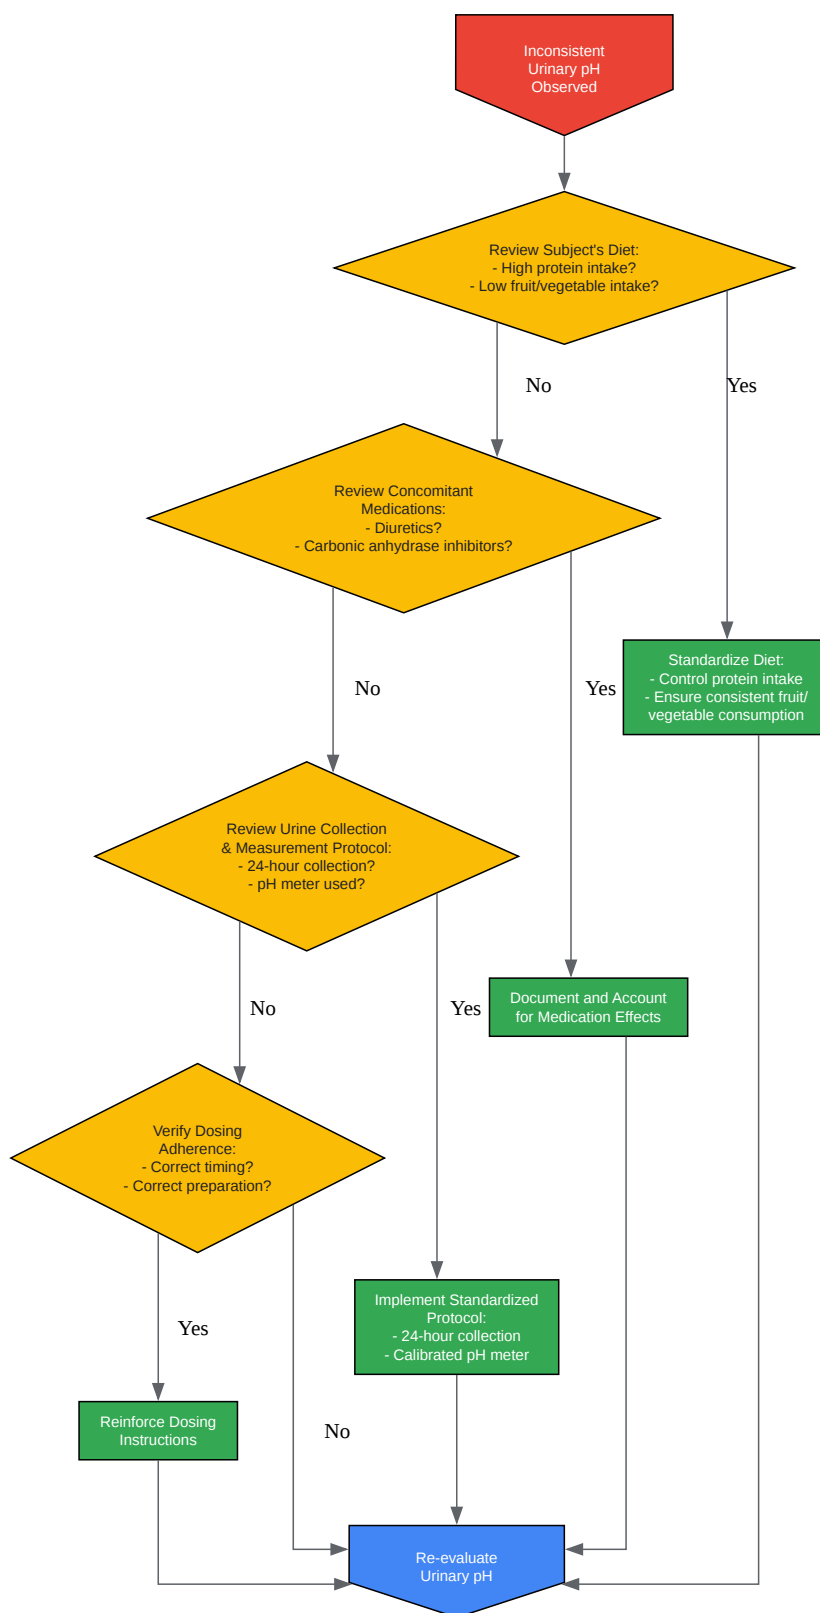 Inconsistent
Urinary pH
Observed
Review Subject's Diet:
- High protein intake?
- Low fruit/vegetable intake?
No
Yes
Review Concomitant
Medications:
- Diuretics?
- Carbonic anhydrase inhibitors?
No
Yes
Standardize Diet:
- Control protein intake
- Ensure consistent fruit/
vegetable consumption
Review Urine Collection
& Measurement Protocol:
- 24-hour collection?
- pH meter used?
No
Yes
Document and Account
for Medication Effects
Verify Dosing
Adherence:
- Correct timing?
- Correct preparation?
Yes
No
Implement Standardized
Protocol:
- 24-hour collection
- Calibrated pH meter
Reinforce Dosing
Instructions
Re-evaluate
Urinary pH